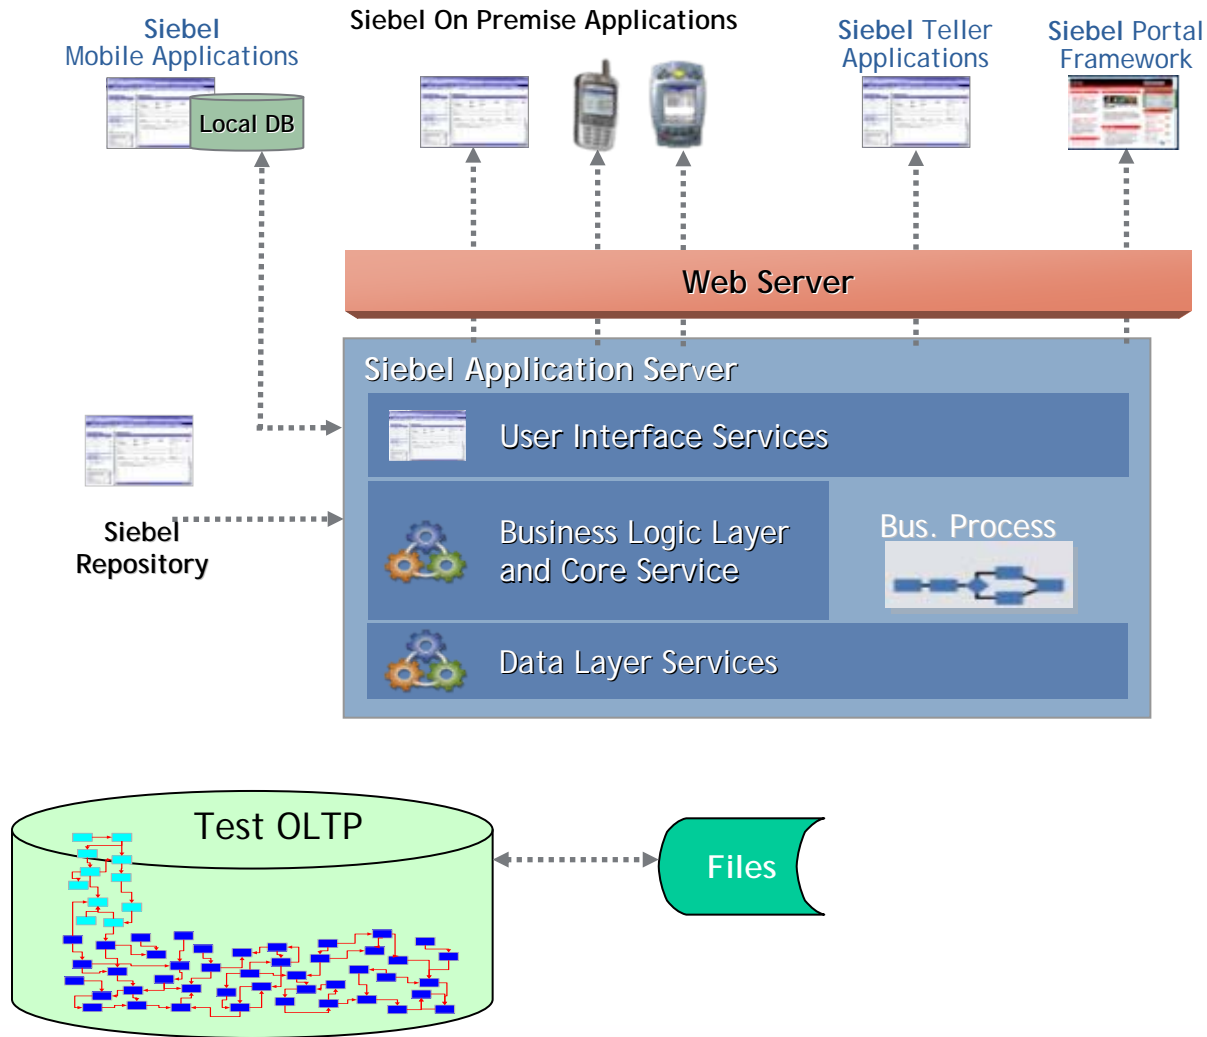 Siebel
Mobile Applications
Local DB
Siebel On Premise Applications
Siebel Teller
Applications
Siebel Portal
Framework
Web Server
Siebel Application Server
User Interface Services
Siebel
Repository
Business Logic Layer
and Core Service
Bus. Process
Data Layer Services
Test OLTP
Files